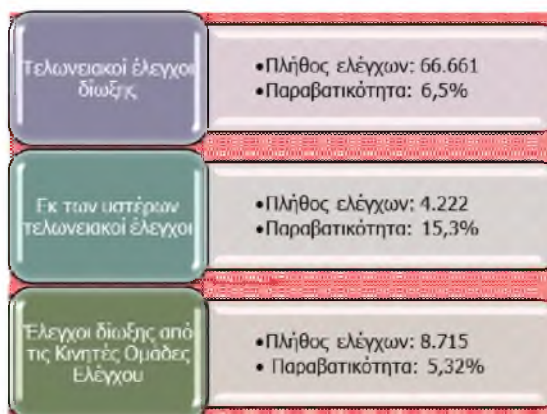 Τελωνειακοί έλεγχοι
δίωξης
•Πλήθος ελέγχων: 66.661
•Παραβατικότητα: 6,5%
Εκ των υστέρων
τελωνειακοί έλεγχοι
•Πλήθος ελέγχων: 4.222
•Παραβατικότητα: 15,3%
Έλεγχοι δίωξης από
τις Κινητές Ομάδες
Ελέγχου
•Πλήθος ελέγχων: 8.715
• Παραβατικότητα: 5,32%